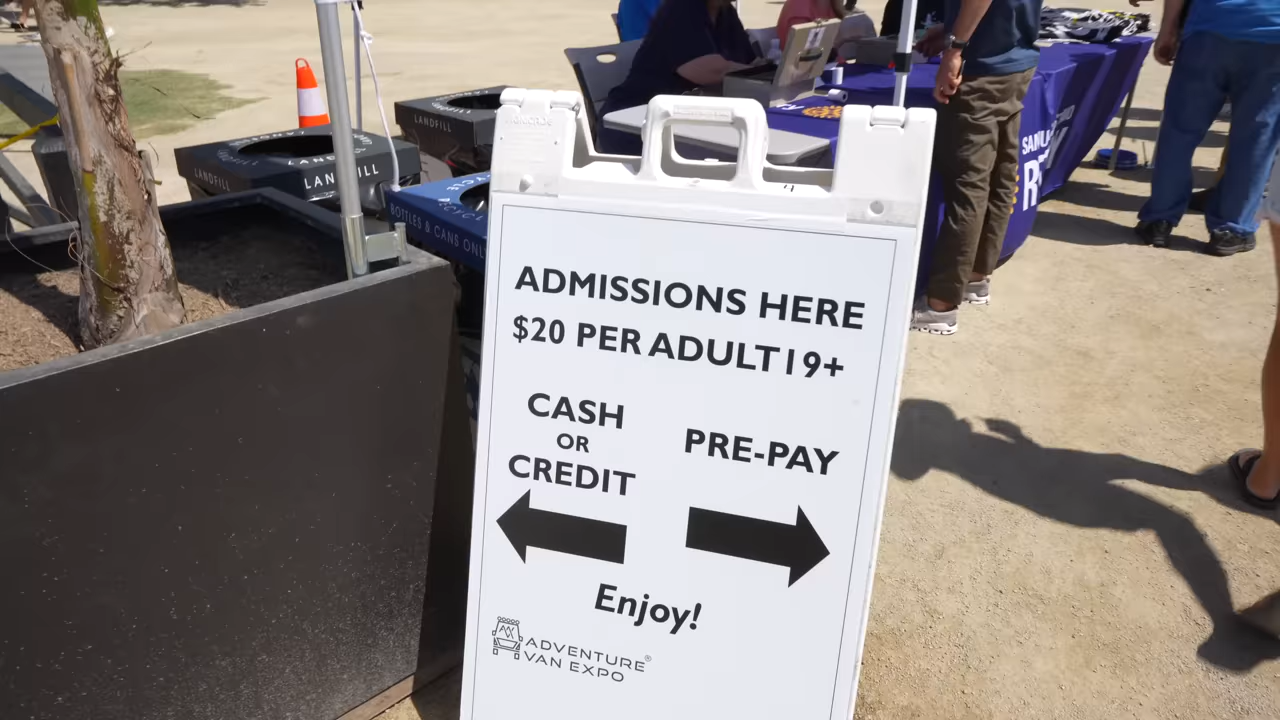 LANDFILL
LANDFILL
LANDFILL
RECYCLE
BOTTLES & CANS ONLY
ADMISSIONS HERE
$20 PER ADULT 19+
CASH
OR
CREDIT
PRE-PAY
Enjoy!
ADVENTURE
VAN EXPO